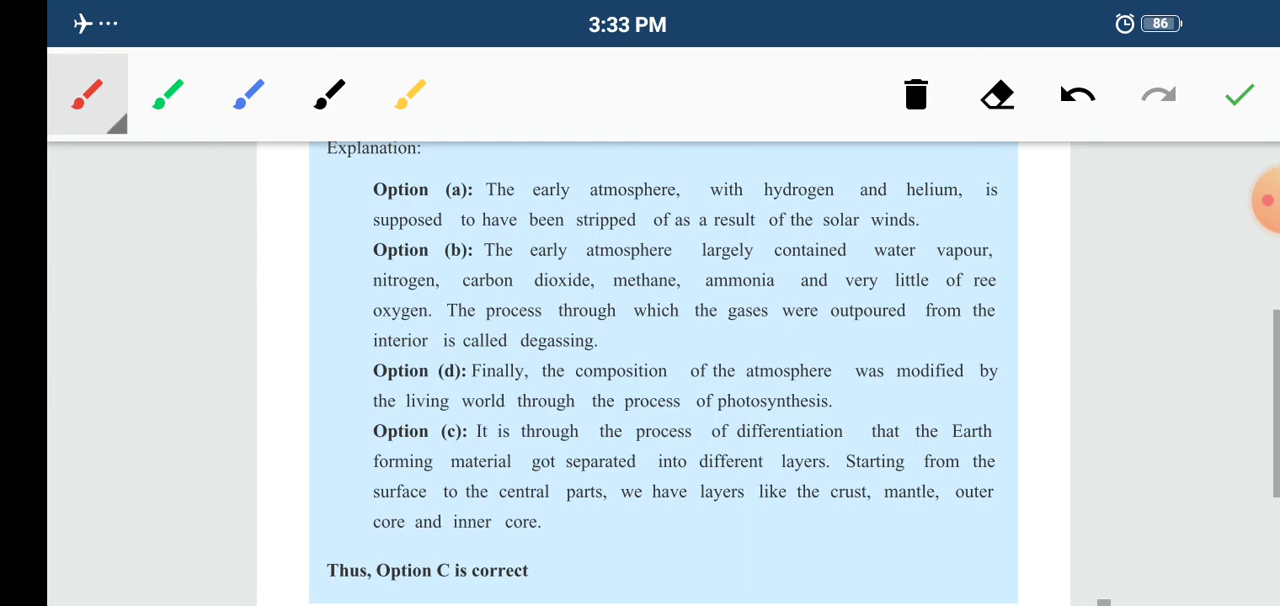 3:33 PM
86
Explanation:
Option (a): The early atmosphere, with hydrogen and helium, is
supposed to have been stripped of as a result of the solar winds.
Option (b): The early atmosphere largely contained water vapour,
nitrogen, carbon dioxide, methane, ammonia and very little of ree
oxygen. The process through which the gases were outpoured from the
interior is called degassing.
Option (d): Finally, the composition of the atmosphere was modified by
the living world through the process of photosynthesis.
Option (c): It is through the process of differentiation that the Earth
forming material got separated into different layers. Starting from the
surface to the central parts, we have layers like the crust, mantle, outer
core and inner core.
Thus, Option C is correct